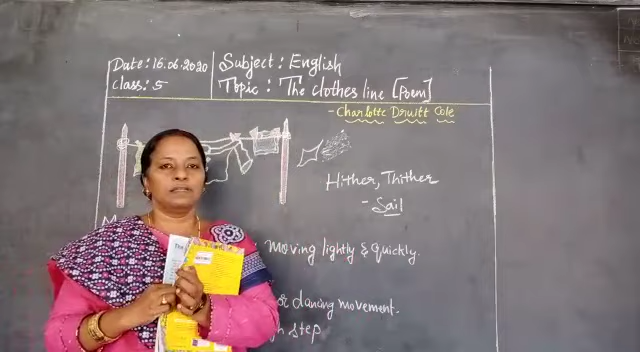 Date: 16.06.2020
Class: 5
Subject: English
Topic: The clothes line [Poem]
- Charlotte Druitt Cole
Hither, Thither
- Sail
moving lightly & quickly.
dancing movement.
step